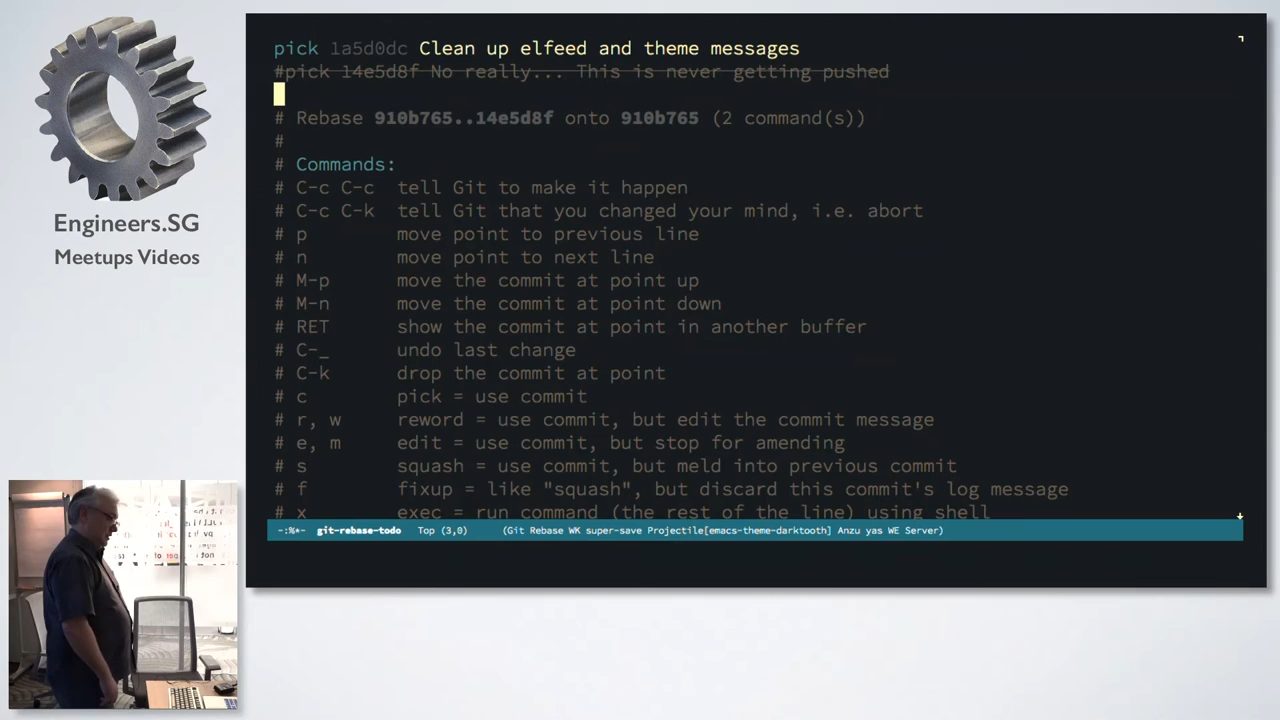 Engineers.SG
Meetups Videos
pick 1a5d0dc Clean up elfeed and theme messages
#pick 14e5d8f No really... This is never getting pushed
# Rebase 910b765..14e5d8f onto 910b765 (2 command(s))
#
# Commands:
# C-c C-c  tell Git to make it happen
# C-c C-k  tell Git that you changed your mind, i.e. abort
# p        move point to previous line
# n        move point to next line
# M-p      move the commit at point up
# M-n      move the commit at point down
# RET      show the commit at point in another buffer
# C-_      undo last change
# C-k      drop the commit at point
# c        pick = use commit
# r, w     reword = use commit, but edit the commit message
# e, m     edit = use commit, but stop for amending
# s        squash = use commit, but meld into previous commit
# f        fixup = like "squash", but discard this commit's log message
# x        exec = run command (the rest of the line) using shell
-:%*-  git-rebase-todo   Top (3,0)     (Git Rebase WK super-save Projectile[emacs-theme-darktooth] Anzu yas WE Server)